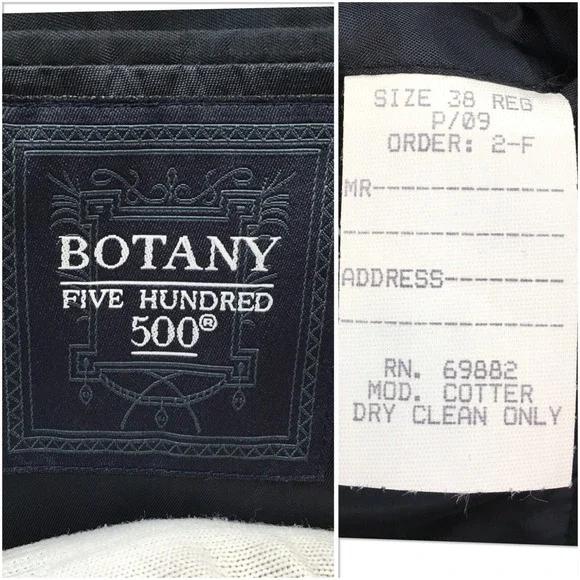 BOTANY
FIVE HUNDRED
500®
SIZE 38 REG
P/09
ORDER: 2-F
MR
ADDRESS
RN. 69882
MOD. COTTER
DRY CLEAN ONLY